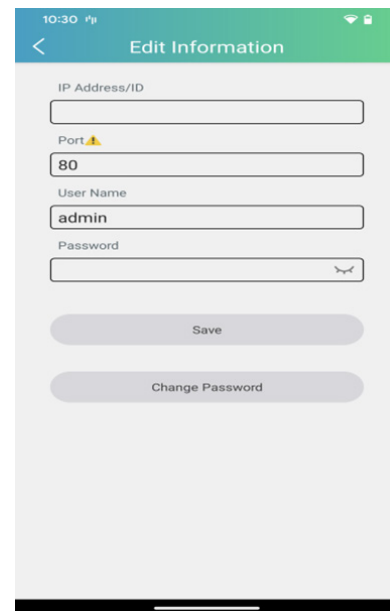 10:30
Edit Information
IP Address/ID
Port
80
User Name
admin
Password
Save
Change Password